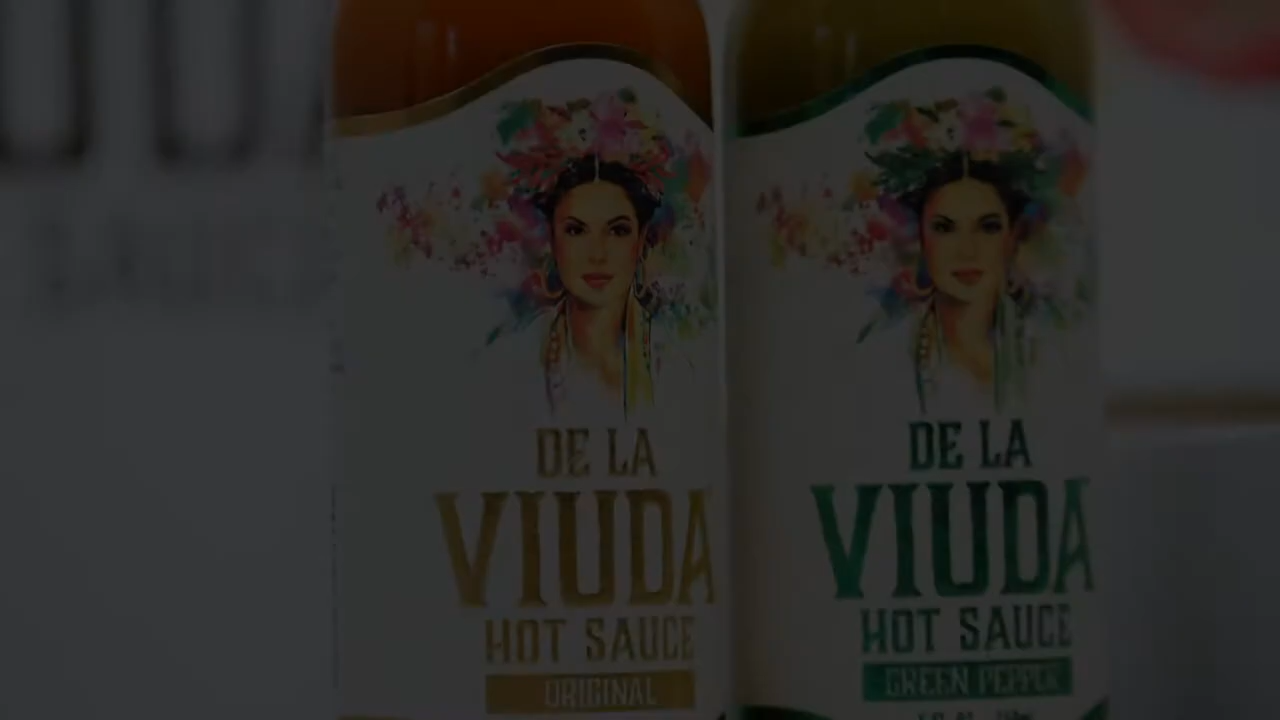 DE LA
VIUDA
HOT SAUCE
ORIGINAL
DE LA
VIUDA
HOT SAUCE
GREEN PEPPER